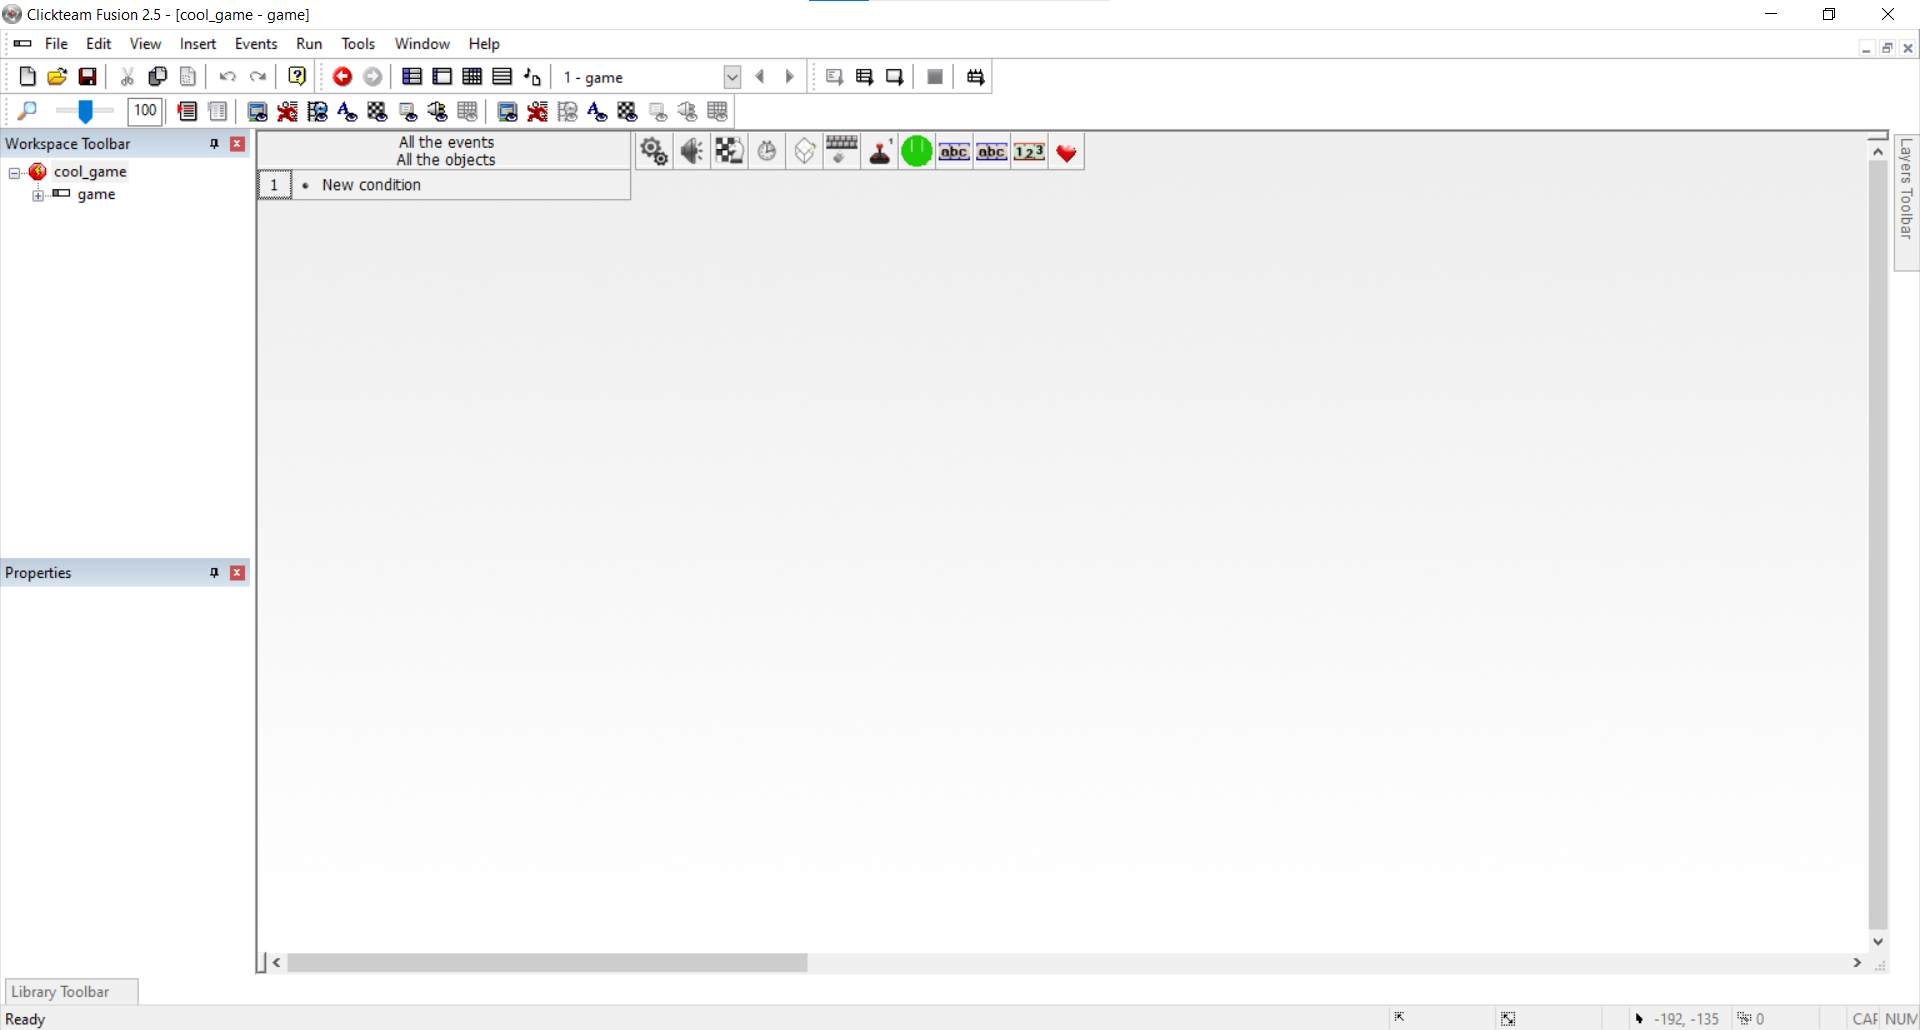 Clickteam Fusion 2.5 - [cool_game - game]
File Edit View Insert Events Run Tools Window Help
1 - game
100
Workspace Toolbar
cool_game
game
Properties
Library Toolbar
All the events
All the objects
abc abc 123
1 New condition
Layers Toolbar
Ready
-192, -135 0 CAF NUM